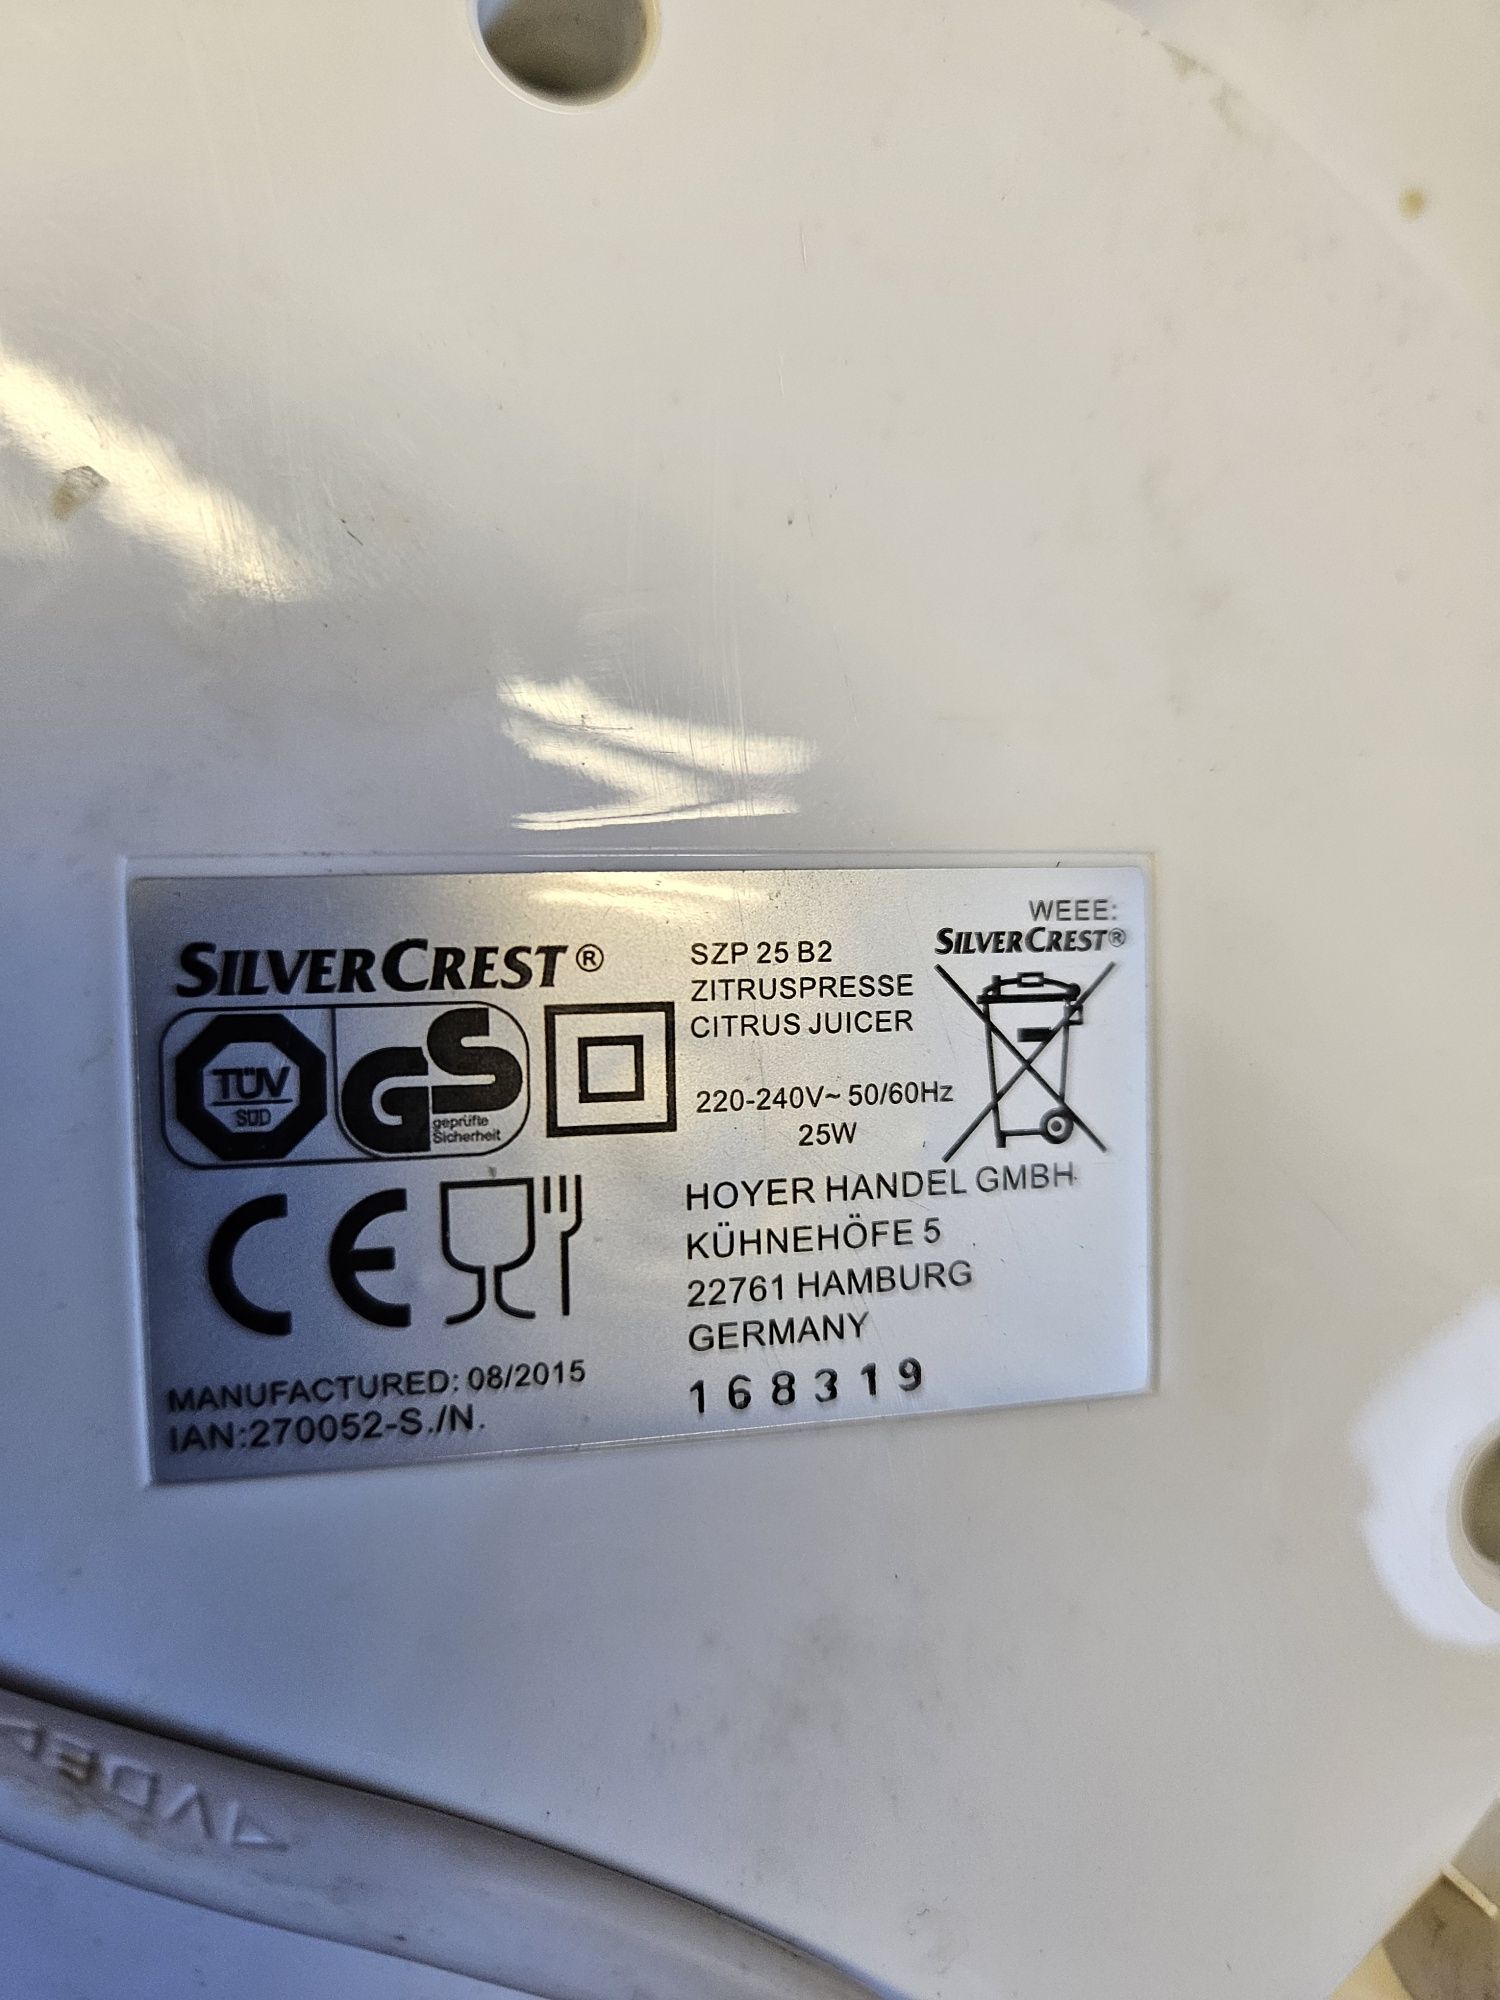 SILVERCREST®
TÜV
SÜD
GS
geprüfte
Sicherheit
CE
MANUFACTURED: 08/2015
IAN:270052-S./N.
SZP 25 B2
ZITRUSPRESSE
CITRUS JUICER
220-240V~ 50/60Hz
25W
HOYER HANDEL GMBH
KÜHNEHÖFE 5
22761 HAMBURG
GERMANY
168319
WEEE:
SILVERCREST®